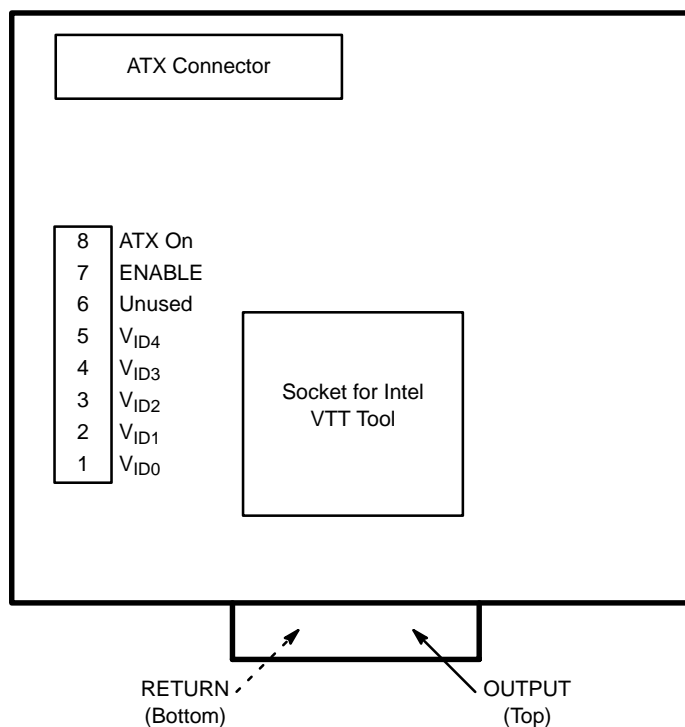 ATX Connector
8 ATX On
7 ENABLE
6 Unused
5 VID4
4 VID3
3 VID2
2 VID1
1 VID0
Socket for Intel
VTT Tool
RETURN
(Bottom)
OUTPUT
(Top)